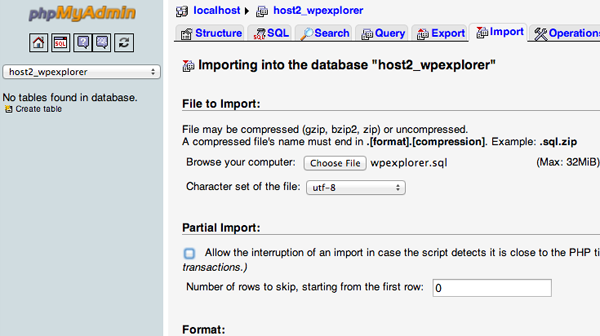 phpMyAdmin
host2_wpexplorer
No tables found in database.
Create table
localhost host2_wpexplorer
Structure SQL Search Query Export Import Operations
Importing into the database "host2_wpexplorer"
File to Import:
File may be compressed (gzip, bzip2, zip) or uncompressed.
A compressed file's name must end in .[format].[compression]. Example: .sql.zip
Browse your computer: Choose File wpexplorer.sql (Max: 32MiB)
Character set of the file: utf-8
Partial Import:
Allow the interruption of an import in case the script detects it is close to the PHP ti
transactions.)
Number of rows to skip, starting from the first row: 0
Format: